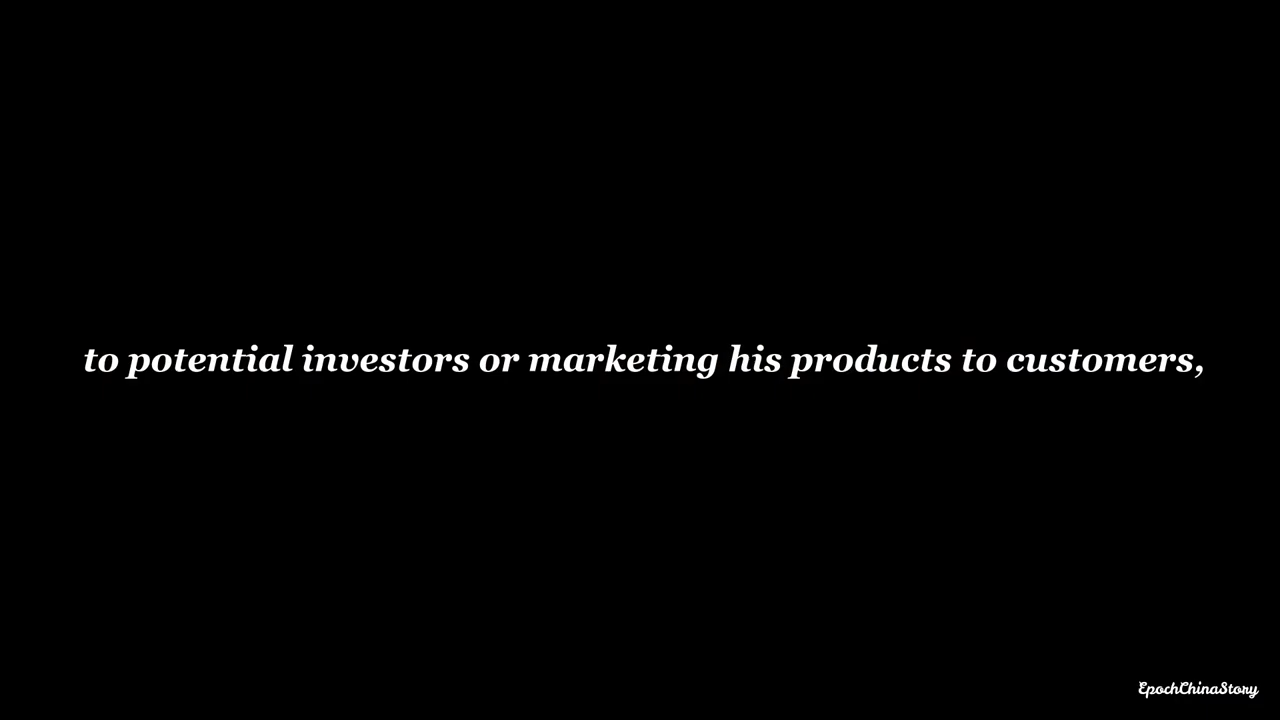 to potential investors or marketing his products to customers,
EpochChinaStory